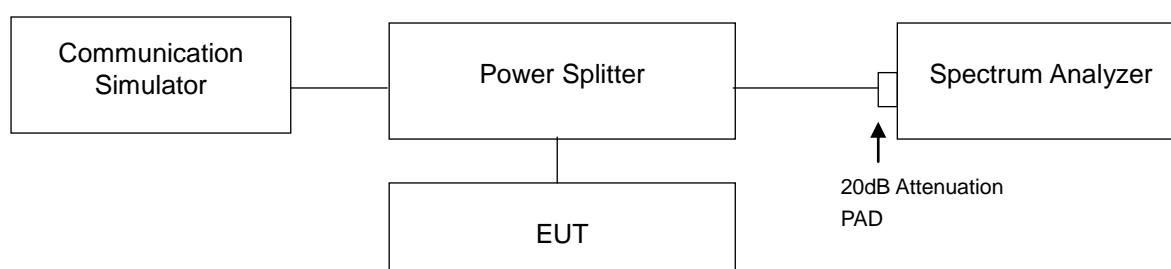 Communication
Simulator
Power Splitter
Spectrum Analyzer
20dB Attenuation
PAD
EUT